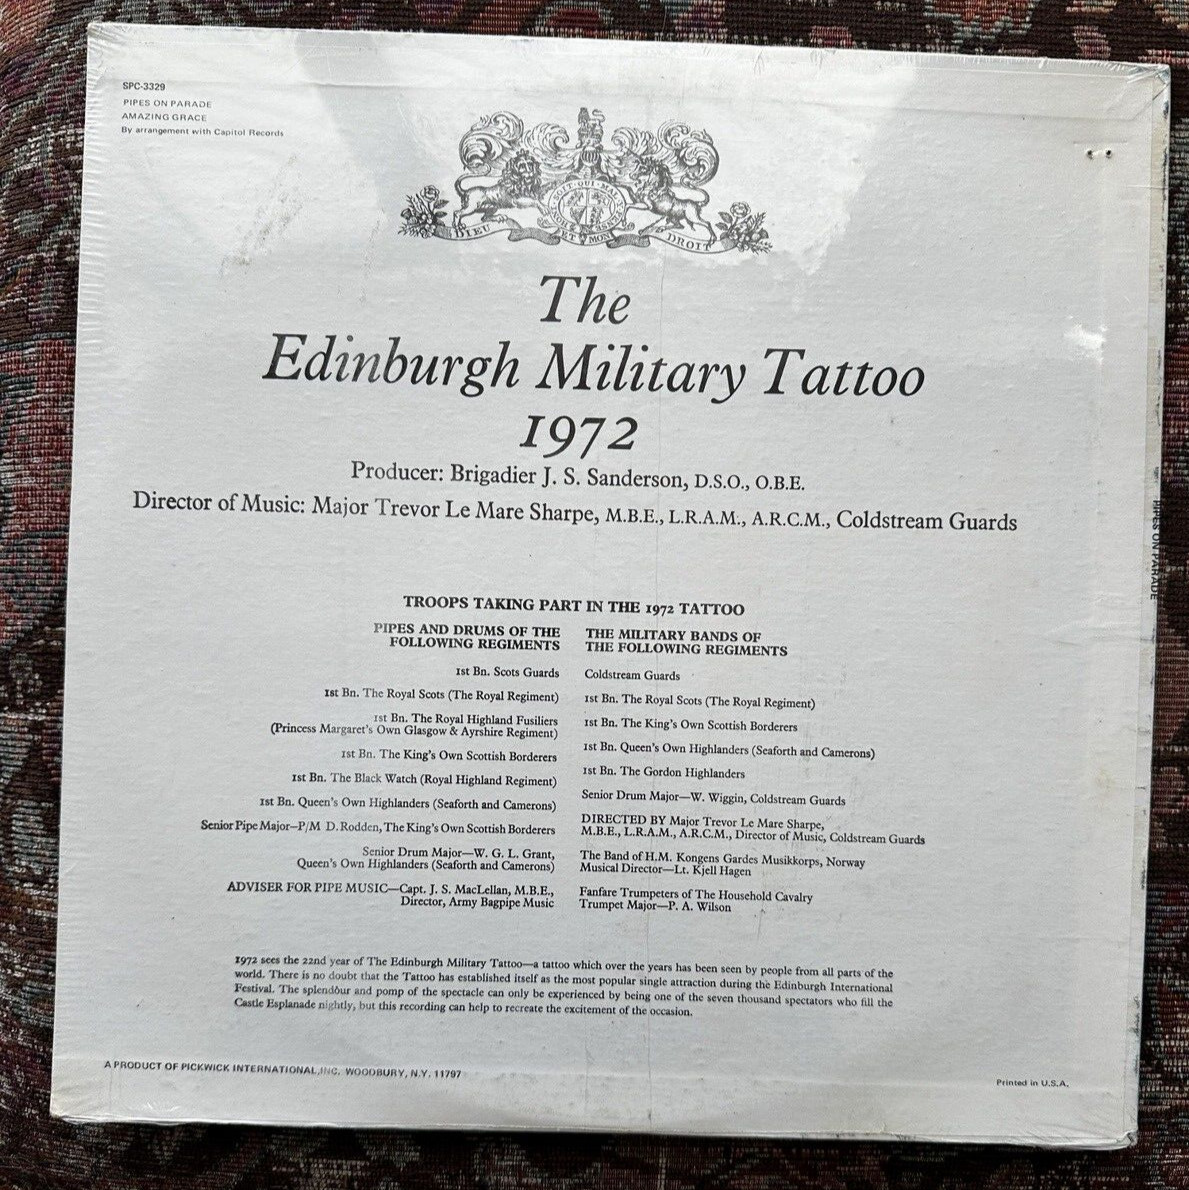 SPC-3329
PIPES ON PARADE
AMAZING GRACE
By arrangement with Capitol Records
DIEU ET MON DROIT
The
Edinburgh Military Tattoo
1972
Producer: Brigadier J. S. Sanderson, D.S.O., O.B.E.
Director of Music: Major Trevor Le Mare Sharpe, M.B.E., L.R.A.M., A.R.C.M., Coldstream Guards
TROOPS TAKING PART IN THE 1972 TATTOO
PIPES AND DRUMS OF THE
FOLLOWING REGIMENTS
1st Bn. Scots Guards
1st Bn. The Royal Scots (The Royal Regiment)
1st Bn. The Royal Highland Fusiliers
(Princess Margaret's Own Glasgow & Ayrshire Regiment)
1st Bn. The King's Own Scottish Borderers
1st Bn. The Black Watch (Royal Highland Regiment)
1st Bn. Queen's Own Highlanders (Seaforth and Camerons)
Senior Pipe Major—P/M D. Rodden, The King's Own Scottish Borderers
Senior Drum Major—W. G. L. Grant,
Queen's Own Highlanders (Seaforth and Camerons)
ADVISER FOR PIPE MUSIC—Capt. J. S. MacLellan, M.B.E.,
Director, Army Bagpipe Music
THE MILITARY BANDS OF
THE FOLLOWING REGIMENTS
Coldstream Guards
1st Bn. The Royal Scots (The Royal Regiment)
1st Bn. The King's Own Scottish Borderers
1st Bn. Queen's Own Highlanders (Seaforth and Camerons)
1st Bn. The Gordon Highlanders
Senior Drum Major—W. Wiggin, Coldstream Guards
DIRECTED BY Major Trevor Le Mare Sharpe,
M.B.E., L.R.A.M., A.R.C.M., Director of Music, Coldstream Guards
The Band of H.M. Kongens Gardes Musikkorps, Norway
Musical Director—Lt. Kjell Hagen
Fanfare Trumpeters of The Household Cavalry
Trumpet Major—P. A. Wilson
1972 sees the 22nd year of The Edinburgh Military Tattoo—a tattoo which over the years has been seen by people from all parts of the
world. There is no doubt that the Tattoo has established itself as the most popular single attraction during the Edinburgh International
Festival. The splendour and pomp of the spectacle can only be experienced by being one of the seven thousand spectators who fill the
Castle Esplanade nightly, but this recording can help to recreate the excitement of the occasion.
A PRODUCT OF PICKWICK INTERNATIONAL, INC. WOODBURY, N.Y. 11797
Printed in U.S.A.
PIPES ON PARADE